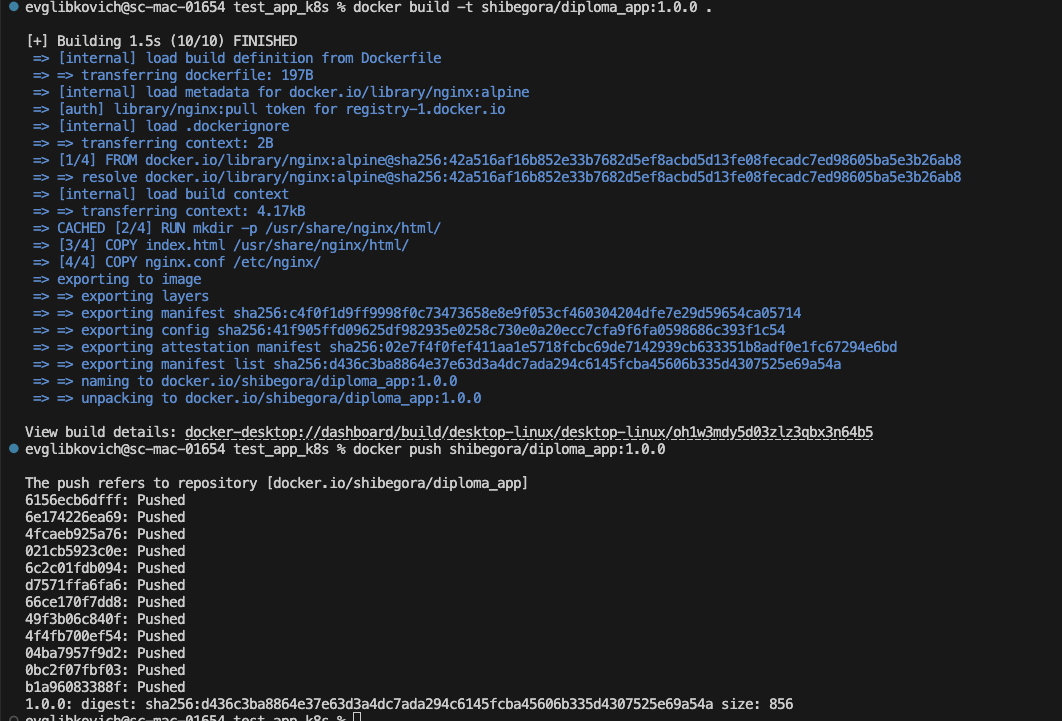 evglibkovich@sc-mac-01654 test_app_k8s % docker build -t shibegora/diploma_app:1.0.0 .
[+] Building 1.5s (10/10) FINISHED
=> [internal] load build definition from Dockerfile
=> => transferring dockerfile: 197B
=> [internal] load metadata for docker.io/library/nginx:alpine
=> [auth] library/nginx:pull token for registry-1.docker.io
=> [internal] load .dockerignore
=> => transferring context: 2B
=> [1/4] FROM docker.io/library/nginx:alpine@sha256:42a516af16b852e33b7682d5ef8acbd5d13fe08fecadc7ed98605ba5e3b26ab8
=> => resolve docker.io/library/nginx:alpine@sha256:42a516af16b852e33b7682d5ef8acbd5d13fe08fecadc7ed98605ba5e3b26ab8
=> [internal] load build context
=> => transferring context: 4.17kB
=> CACHED [2/4] RUN mkdir -p /usr/share/nginx/html/
=> [3/4] COPY index.html /usr/share/nginx/html/
=> [4/4] COPY nginx.conf /etc/nginx/
=> exporting to image
=> => exporting layers
=> => exporting manifest sha256:c4f0f1d9ff9998f0c73473658e8e9f053cf460304204dfe7e29d59654ca05714
=> => exporting config sha256:41f905ffd09625df982935e0258c730e0a20ecc7cfa9f6fa0598686c393f1c54
=> => exporting attestation manifest sha256:02e7f4f0fef411aa1e5718fcbc69de7142939cb633351b8adf0e1fc67294e6bd
=> => exporting manifest list sha256:d436c3ba8864e37e63d3a4dc7ada294c6145fcba45606b335d4307525e69a54a
=> => naming to docker.io/shibegora/diploma_app:1.0.0
=> => unpacking to docker.io/shibegora/diploma_app:1.0.0
View build details: docker-desktop://dashboard/build/desktop-linux/desktop-linux/oh1w3mdy5d03zlz3qbx3n64b5
evglibkovich@sc-mac-01654 test_app_k8s % docker push shibegora/diploma_app:1.0.0
The push refers to repository [docker.io/shibegora/diploma_app]
6156ecb6dfff: Pushed
6e174226ea69: Pushed
4fcaeb925a76: Pushed
021cb5923c0e: Pushed
6c2c01fdb094: Pushed
d7571ffa6fa6: Pushed
66ce170f7dd8: Pushed
49f3b06c840f: Pushed
4f4fb700ef54: Pushed
04ba7957f9d2: Pushed
0bc2f07fbf03: Pushed
b1a96083388f: Pushed
1.0.0: digest: sha256:d436c3ba8864e37e63d3a4dc7ada294c6145fcba45606b335d4307525e69a54a size: 856
evglibkovich@sc-mac-01654 test_app_k8s %